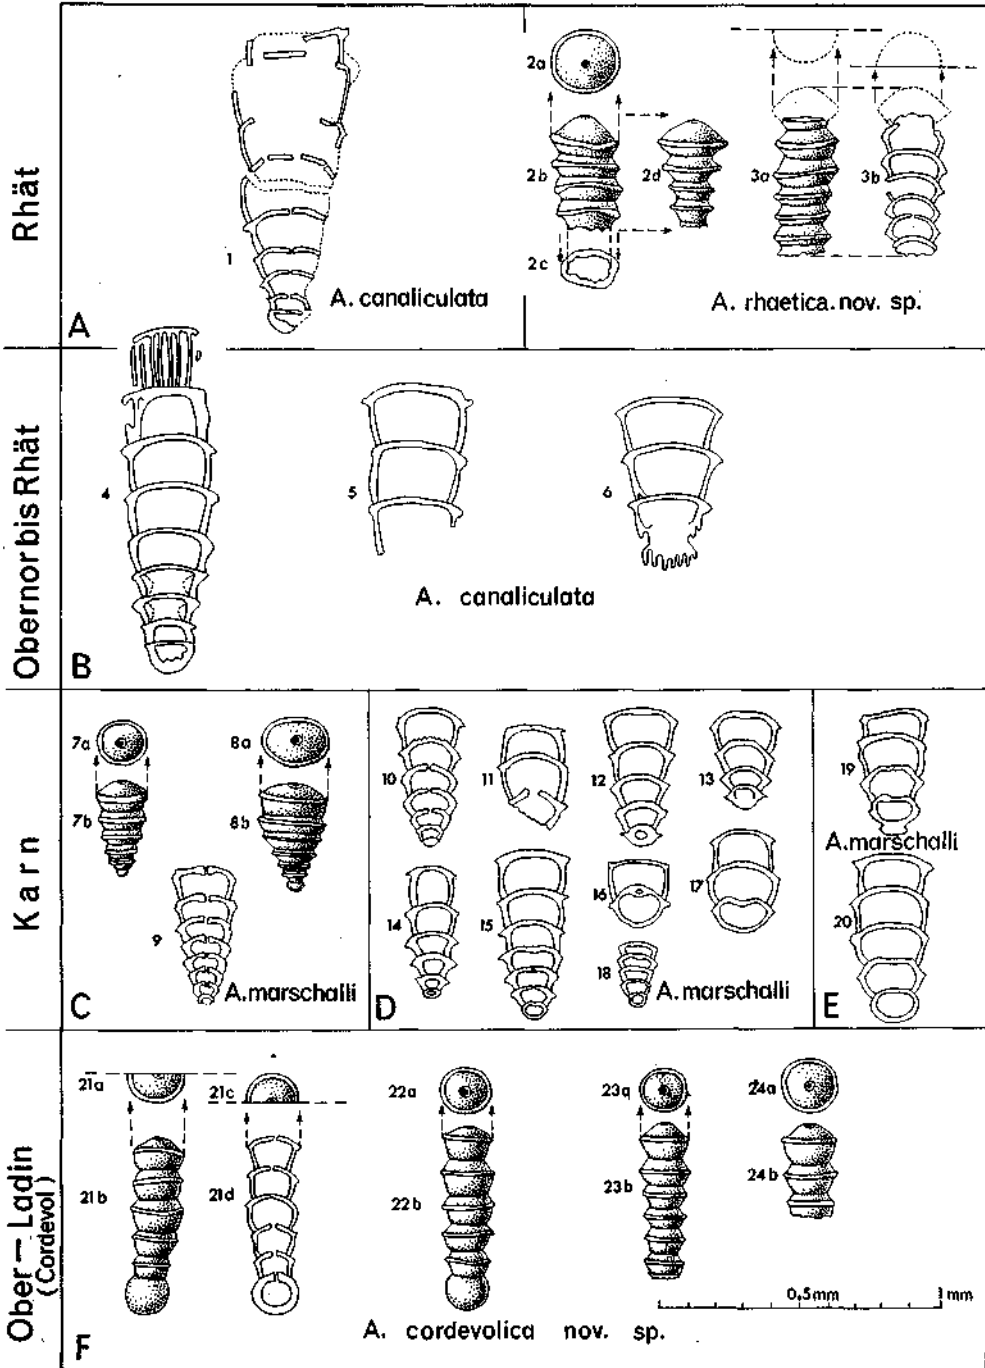 Rhät
1
A. canaliculata
A
2a
2b
2c
2d
3a
3b
A. rhaetica. nov. sp.
Obernorbis Rhät
4
5
6
A. canaliculata
B
Karn
7a
7b
8a
8b
9
A. marschalli
C
10
11
12
13
14
15
16
17
18
A. marschalli
D
19
A. marschalli
20
E
Ober—Ladin
(Cordevol)
21a
21b
21c
21d
22a
22b
23a
23b
24a
24b
0,5mm
1mm
A. cordevolica nov. sp.
F